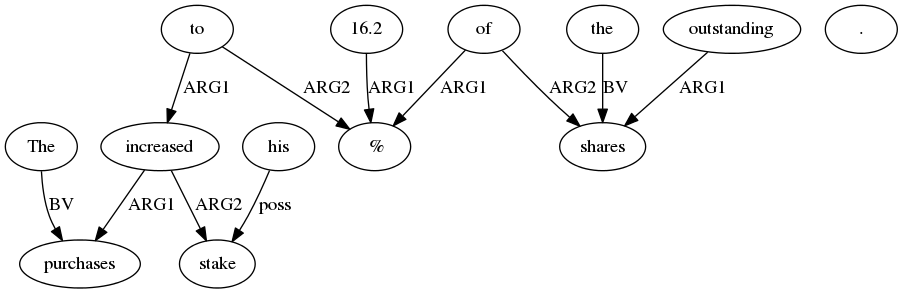 to 16.2 of the outstanding .
ARG1 ARG2 ARG1 ARG1 ARG2 BV ARG1
The increased his % shares
BV ARG1 ARG2 poss
purchases stake